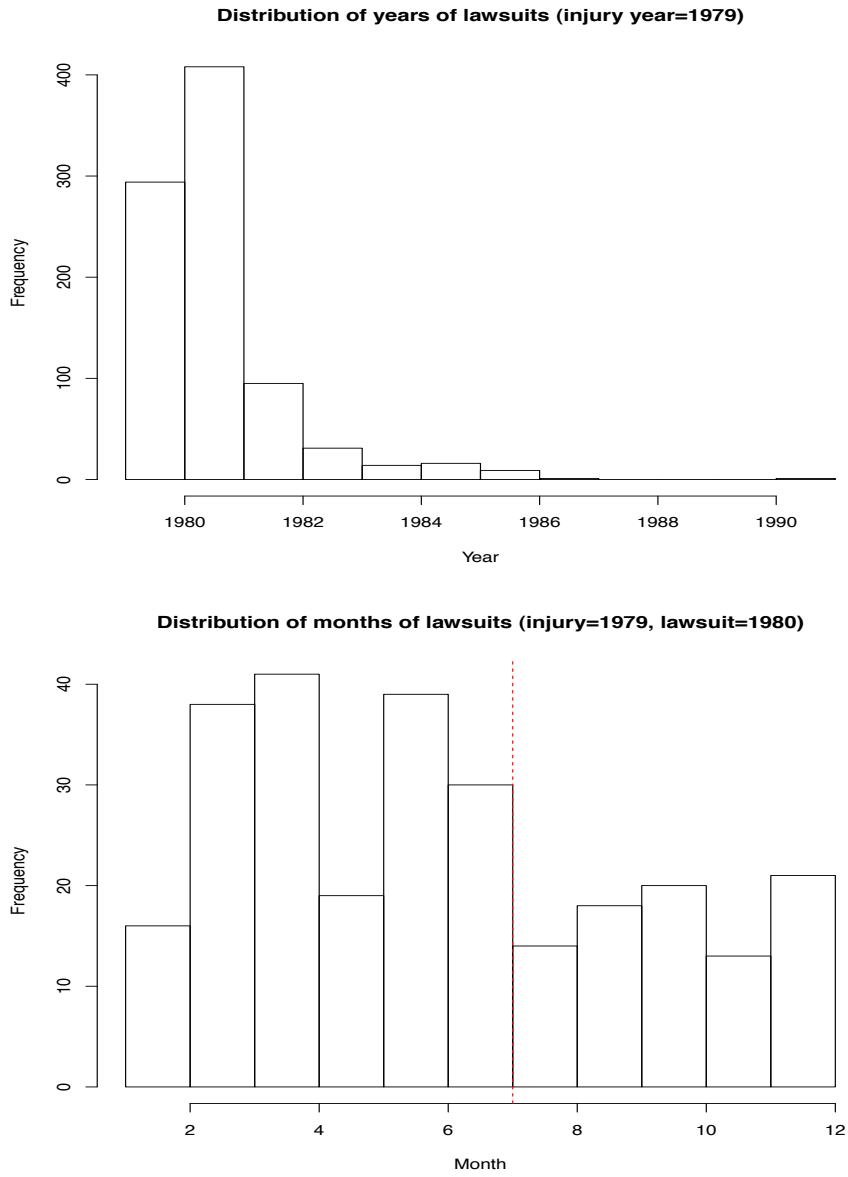 Distribution of years of lawsuits (injury year=1979)
400
300
200
100
0
Frequency
1980 1982 1984 1986 1988 1990
Year
Distribution of months of lawsuits (injury=1979, lawsuit=1980)
40
30
20
10
0
Frequency
2 4 6 8 10 12
Month